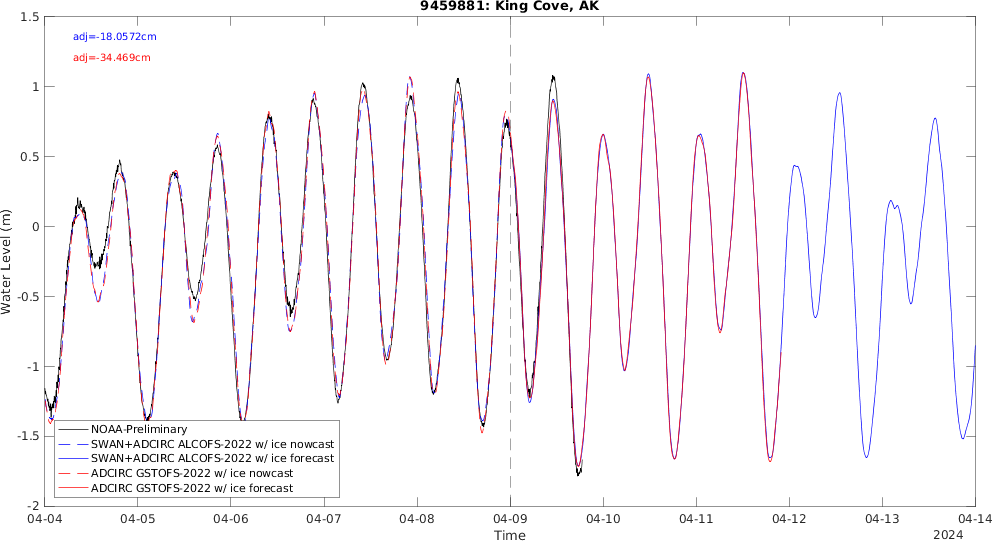 9459881: King Cove, AK
adj=-18.0572cm
adj=-34.469cm
1.5
1
0.5
0
-0.5
-1
-1.5
-2
Water Level (m)
NOAA-Preliminary
SWAN+ADCIRC ALCOFS-2022 w/ ice nowcast
SWAN+ADCIRC ALCOFS-2022 w/ ice forecast
ADCIRC GSTOFS-2022 w/ ice nowcast
ADCIRC GSTOFS-2022 w/ ice forecast
04-04 04-05 04-06 04-07 04-08 04-09 04-10 04-11 04-12 04-13 04-14
Time
2024